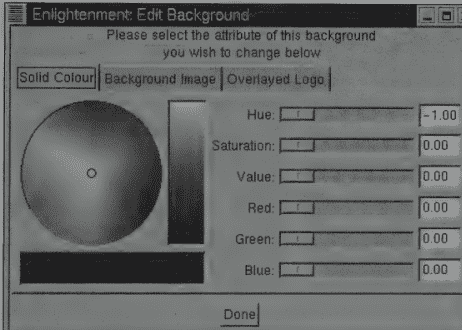 Enlightenment: Edit Background
Please select the attribute of this background
you wish to change below
Solid Colour Background Image Overlayed Logo
Hue: -1.00
Saturation: 0.00
Value: 0.00
Red: 0.00
Green: 0.00
Blue: 0.00
Done